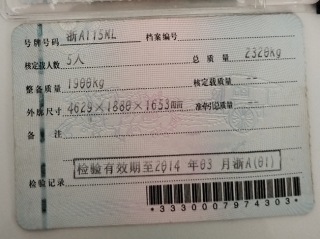 号牌号码 浙A115NL 档案编号
核定载人数 5人 总质量 2320kg
整备质量 1900kg 核定载质量 --
外廓尺寸 4629×1880×1653mm 准牵引总质量 --
备注
检验有效期至2014年03月浙A(01)
检验记录
*3330007974303*